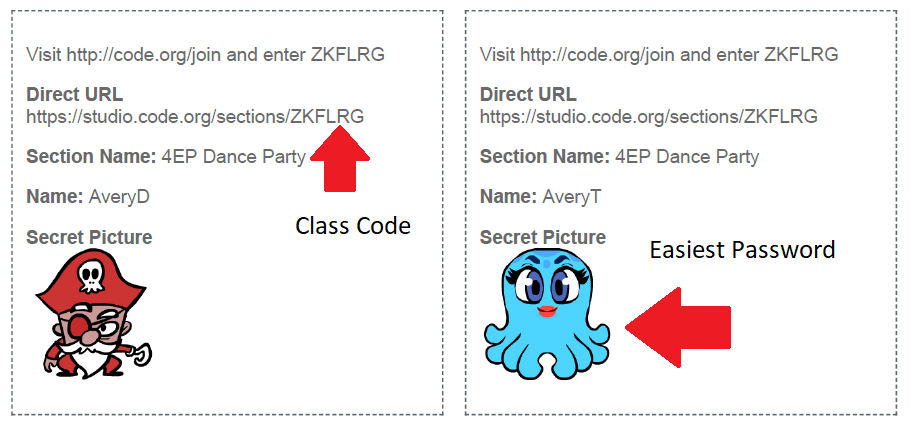 Visit http://code.org/join and enter ZKFLRG
Direct URL
https://studio.code.org/sections/ZKFLRG
Section Name: 4EP Dance Party
Name: AveryD
Secret Picture
Class Code
Visit http://code.org/join and enter ZKFLRG
Direct URL
https://studio.code.org/sections/ZKFLRG
Section Name: 4EP Dance Party
Name: AveryT
Secret Picture
Easiest Password